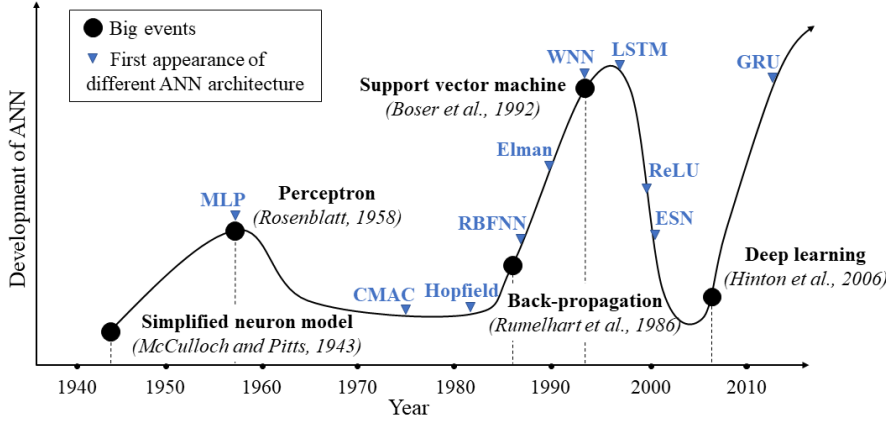 Big events
First appearance of
different ANN architecture
Development of ANN
WNN
LSTM
GRU
Support vector machine
(Boser et al., 1992)
Elman
ReLU
MLP
Perceptron
(Rosenblatt, 1958)
RBFNN
ESN
Deep learning
(Hinton et al., 2006)
CMAC
Hopfield
Back-propagation
(Rumelhart et al., 1986)
Simplified neuron model
(McCulloch and Pitts, 1943)
1940 1950 1960 1970 1980 1990 2000 2010
Year